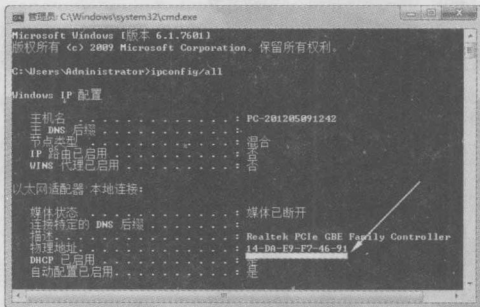 管理员: C:\Windows\system32\cmd.exe
Microsoft Windows [版本 6.1.7601]
版权所有 (c) 2009 Microsoft Corporation。保留所有权利。
C:\Users\Administrator>ipconfig/all
Windows IP 配置
主机名 . . . . . . . . . . . . . : PC-201205091242
主 DNS 后缀 . . . . . . . . . . . :
节点类型 . . . . . . . . . . . . : 混合
IP 路由已启用 . . . . . . . . . . : 否
WINS 代理已启用 . . . . . . . . . : 否
以太网适配器 本地连接:
媒体状态 . . . . . . . . . . . . : 媒体已断开
连接特定的 DNS 后缀 . . . . . . . :
描述. . . . . . . . . . . . . . . : Realtek PCIe GBE Family Controller
物理地址. . . . . . . . . . . . . : 14-DA-E9-F7-46-91
DHCP 已启用 . . . . . . . . . . . : 是
自动配置已启用. . . . . . . . . . : 是